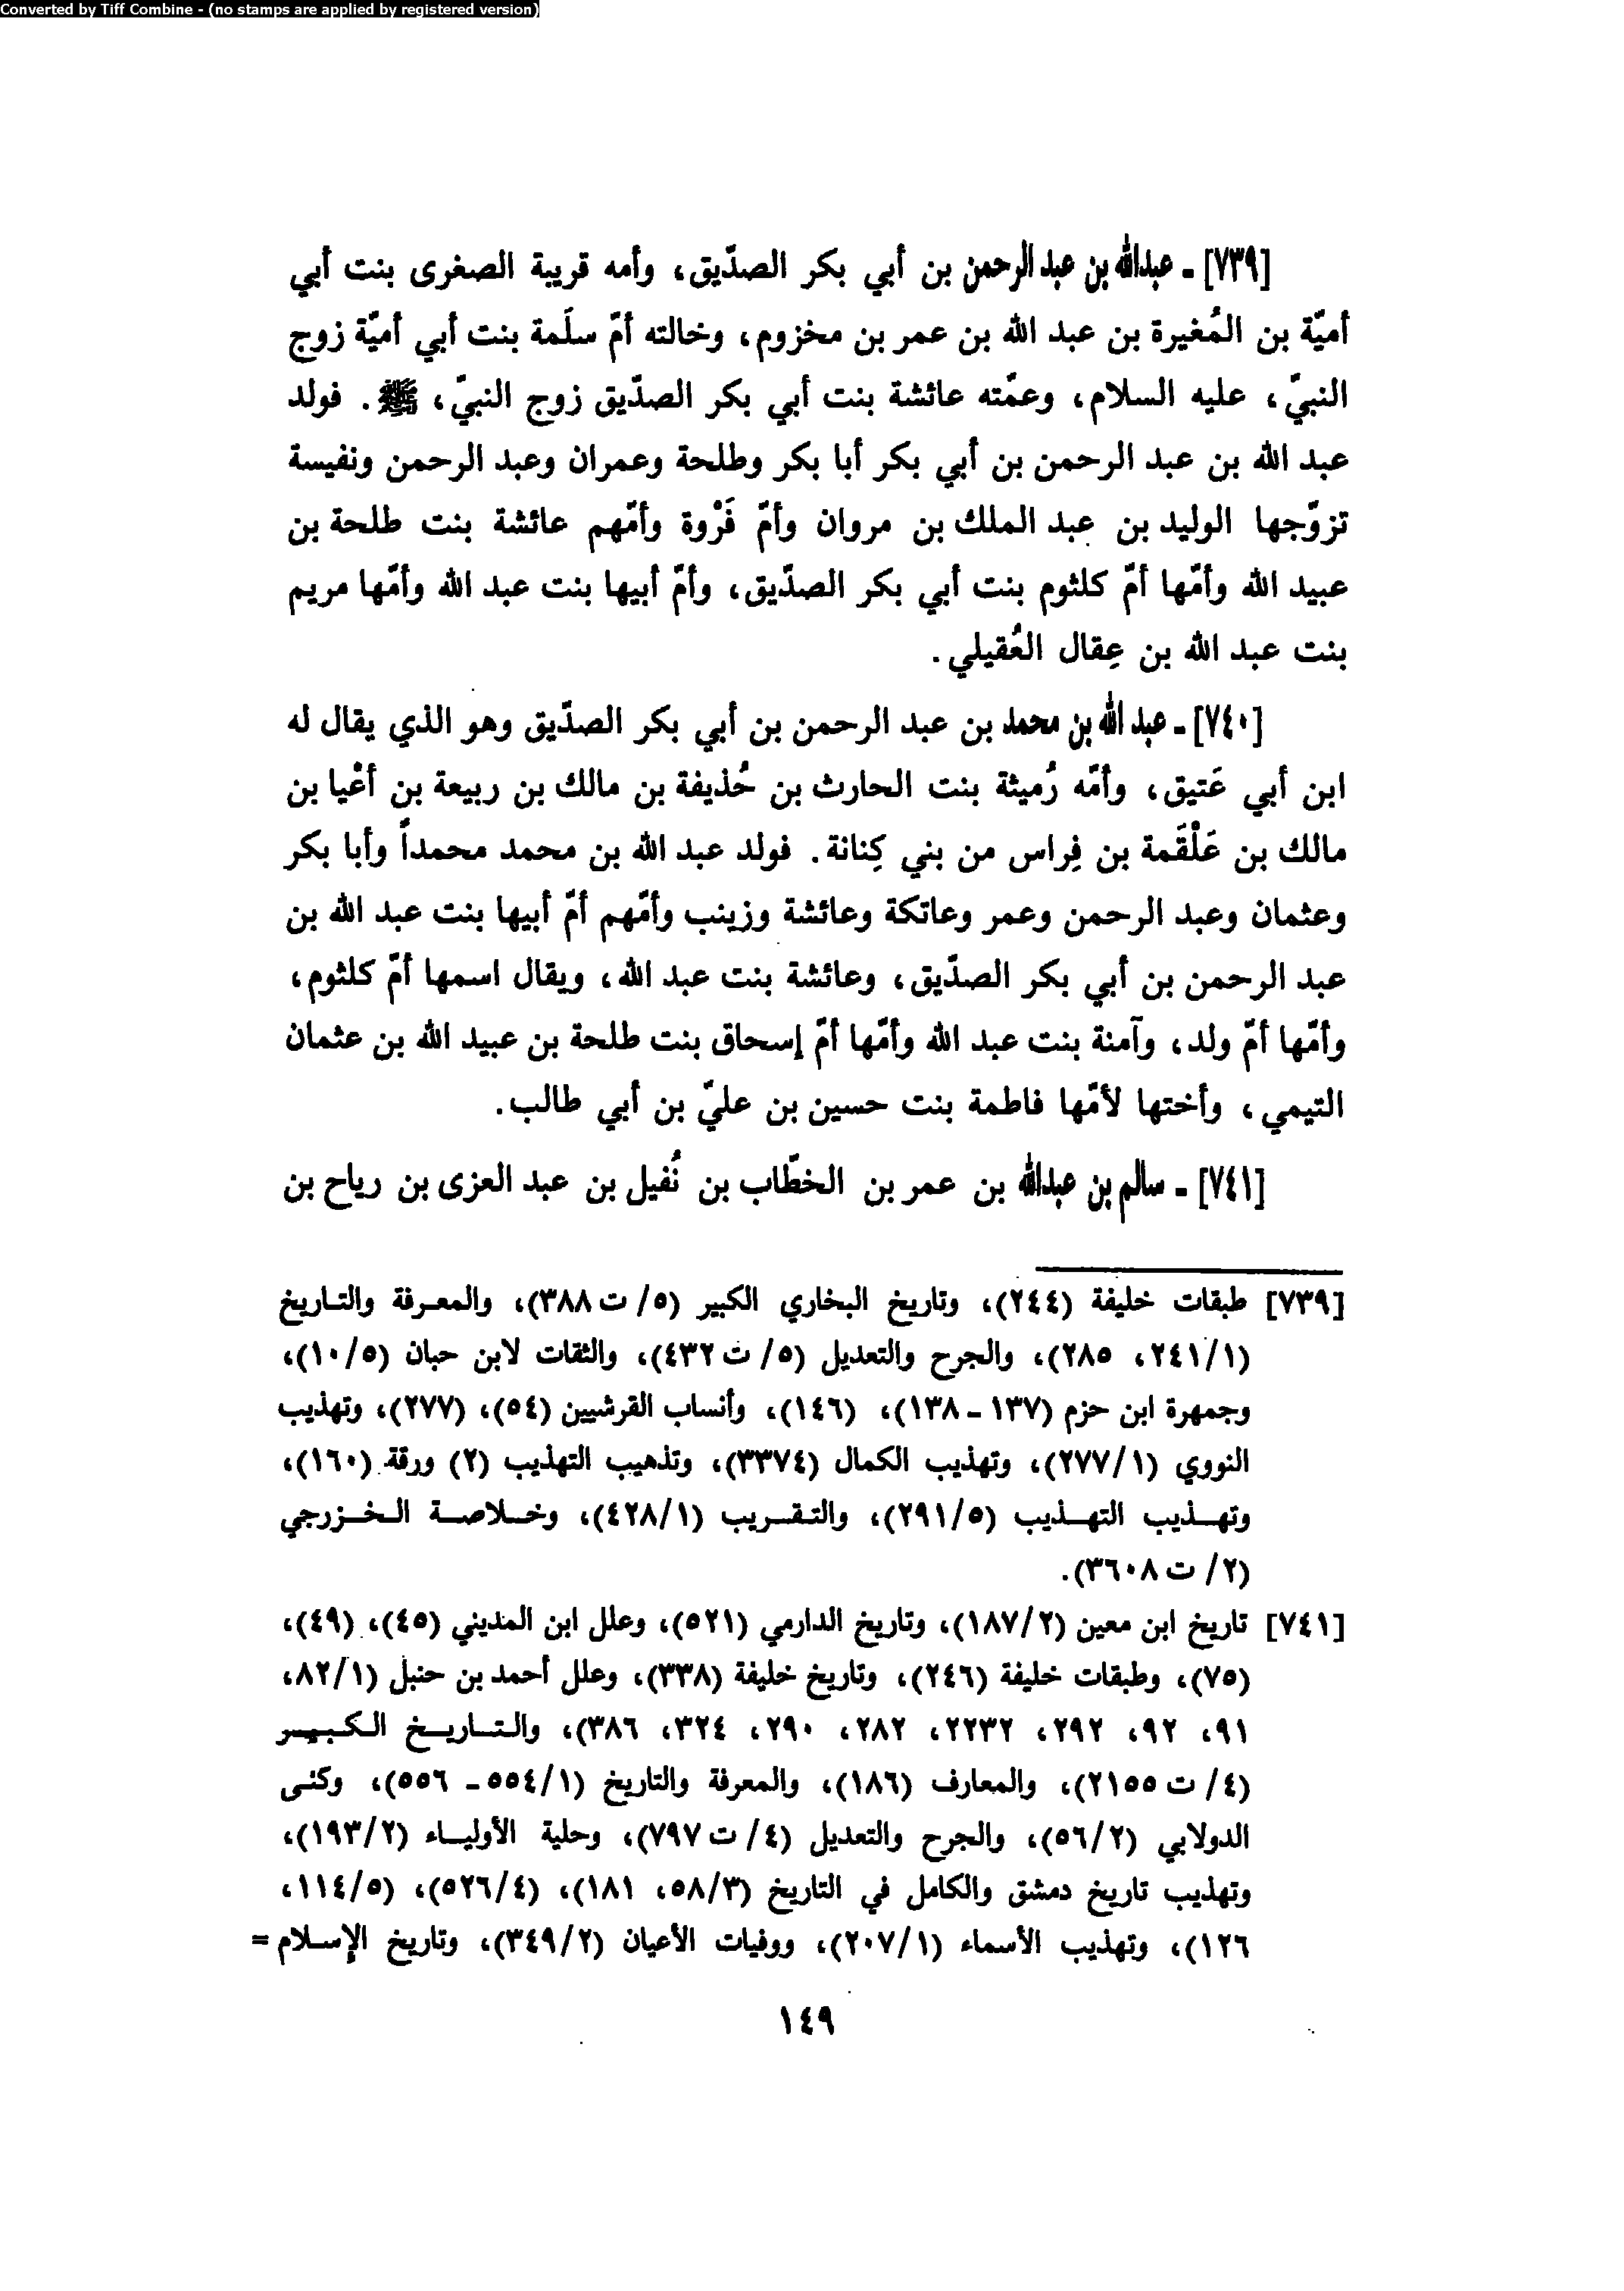 Converted by Tiff Combine - (no stamps are applied by registered version)
[٧٣٩] - عبدالله بن عبد الرحمن بن أبي بكر الصدّيق، وأمه قريبة الصغرى بنت أبي
أميّة بن المُغيرة بن عبد الله بن عمر بن مخزوم، وخالته أمّ سلَمة بنت أبي أميّة زوج
النبيّ، عليه السلام، وعمّته عائشة بنت أبي بكر الصدّيق زوج النبيّ، ﷺ. فولد
عبد الله بن عبد الرحمن بن أبي بكر أبا بكر وطلحة وعمران وعبد الرحمن ونفيسة
تزوّجها الوليد بن عبد الملك بن مروان وأمّ فَرْوة وأمّهم عائشة بنت طلحة بن
عبيد الله وأمّها أمّ كلثوم بنت أبي بكر الصدّيق، وأمّ أبيها بنت عبد الله وأمّها مريم
بنت عبد الله بن عِقال العُقيلي.
[٧٤٠] - عبد الله بن محمد بن عبد الرحمن بن أبي بكر الصدّيق وهو الذي يقال له
ابن أبي عَتيق، وأمّه رُميثة بنت الحارث بن حُذيفة بن مالك بن ربيعة بن أعْيا بن
مالك بن عَلْقَمة بن فِراس من بني كِنانة. فولد عبد الله بن محمد محمداً وأبا بكر
وعثمان وعبد الرحمن وعمر وعاتكة وعائشة وزينب وأمّهم أمّ أبيها بنت عبد الله بن
عبد الرحمن بن أبي بكر الصدّيق، وعائشة بنت عبد الله، ويقال اسمها أمّ كلثوم،
وأمّها أمّ ولد، وآمنة بنت عبد الله وأمّها أمّ إسحاق بنت طلحة بن عبيد الله بن عثمان
التيمي، وأختها لأمّها فاطمة بنت حسين بن عليّ بن أبي طالب.
[٧٤١] - سالم بن عبدالله بن عمر بن الخطّاب بن نُفيل بن عبد العزى بن رياح بن
[٧٣٩] طبقات خليفة (٢٤٤)، وتاريخ البخاري الكبير (٥/ ت ٣٨٨)، والمعرفة والتاريخ
(٢٤١/١، ٢٨٥)، والجرح والتعديل (٥/ ت ٤٣٢)، والثقات لابن حبان (١٠/٥)،
وجمهرة ابن حزم (١٣٧ - ١٣٨)، (١٤٦)، وأنساب القرشيين (٥٤)، (٢٧٧)، وتهذيب
النووي (٢٧٧/١)، وتهذيب الكمال (٣٣٧٤)، وتذهيب التهذيب (٢) ورقة (١٦٠)،
وتهذيب التهذيب (٢٩١/٥)، والتقريب (٤٢٨/١)، وخلاصة الخزرجي
(٢/ ت ٣٦٠٨).
[٧٤١] تاريخ ابن معين (١٨٧/٢)، وتاريخ الدارمي (٥٢١)، وعلل ابن المديني (٤٥)، (٤٩)،
(٧٥)، وطبقات خليفة (٢٤٦)، وتاريخ خليفة (٣٣٨)، وعلل أحمد بن حنبل (٨٢/١،
٩١، ٩٢، ٢٩٢، ٢٢٣٢، ٢٨٢، ٢٩٠، ٣٢٤، ٣٨٦)، والتاريخ الكبير
(٤/ ت ٢١٥٥)، والمعارف (١٨٦)، والمعرفة والتاريخ (٥٥٤/١ - ٥٥٦)، وكنى
الدولابي (٥٦/٢)، والجرح والتعديل (٤/ ت ٧٩٧)، وحلية الأولياء (١٩٣/٢)،
وتهذيب تاريخ دمشق والكامل في التاريخ (٥٨/٣، ١٨١)، (٥٢٦/٤)، (١١٤/٥،
١٢٦)، وتهذيب الأسماء (٢٠٧/١)، ووفيات الأعيان (٣٤٩/٢)، وتاريخ الإسلام =
١٤٩